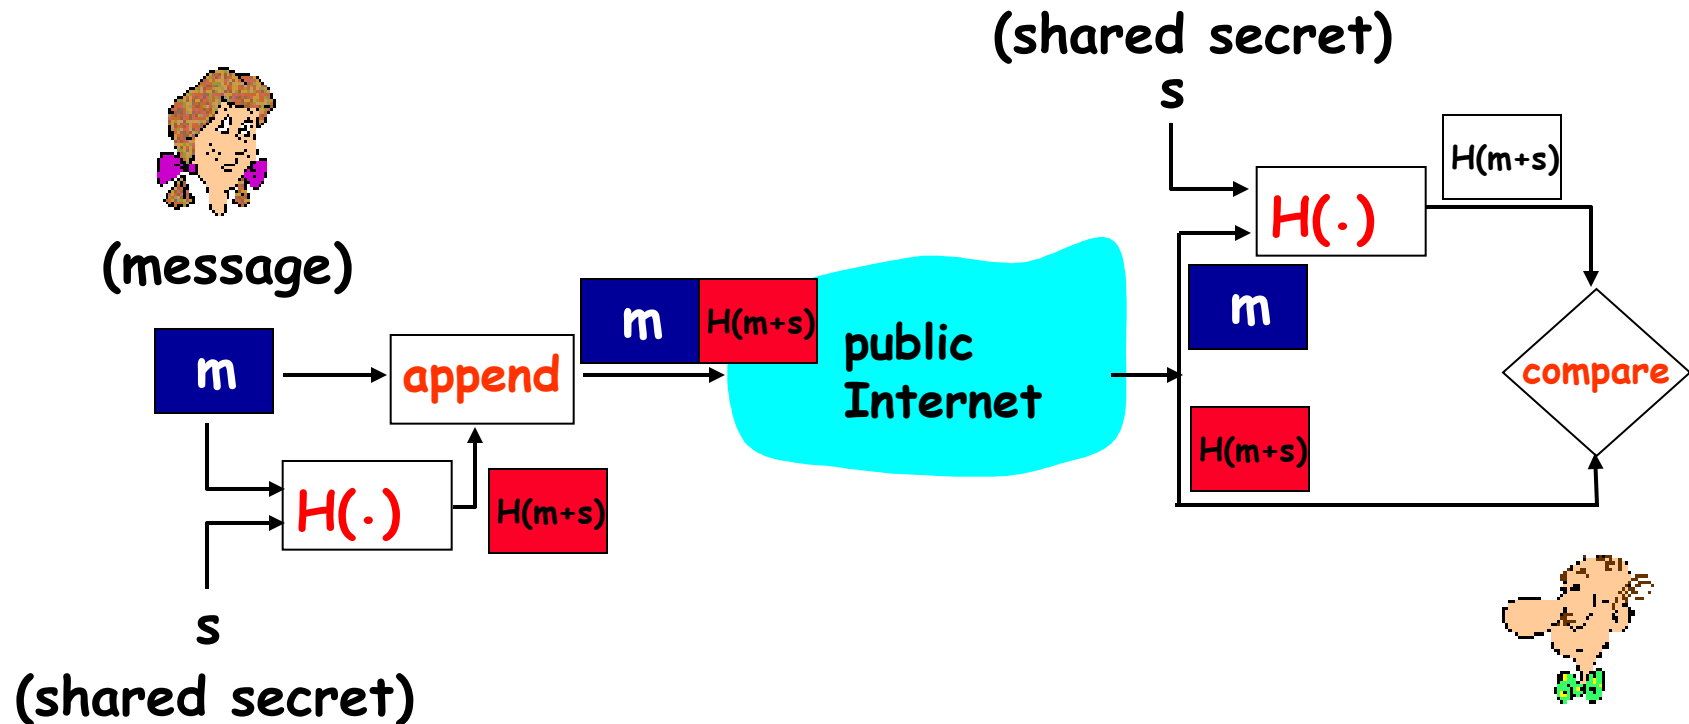 (shared secret)
s
H(m+s)
H(.)
(message)
m
m
H(m+s)
public
Internet
m
append
compare
H(m+s)
H(.)
H(m+s)
s
(shared secret)